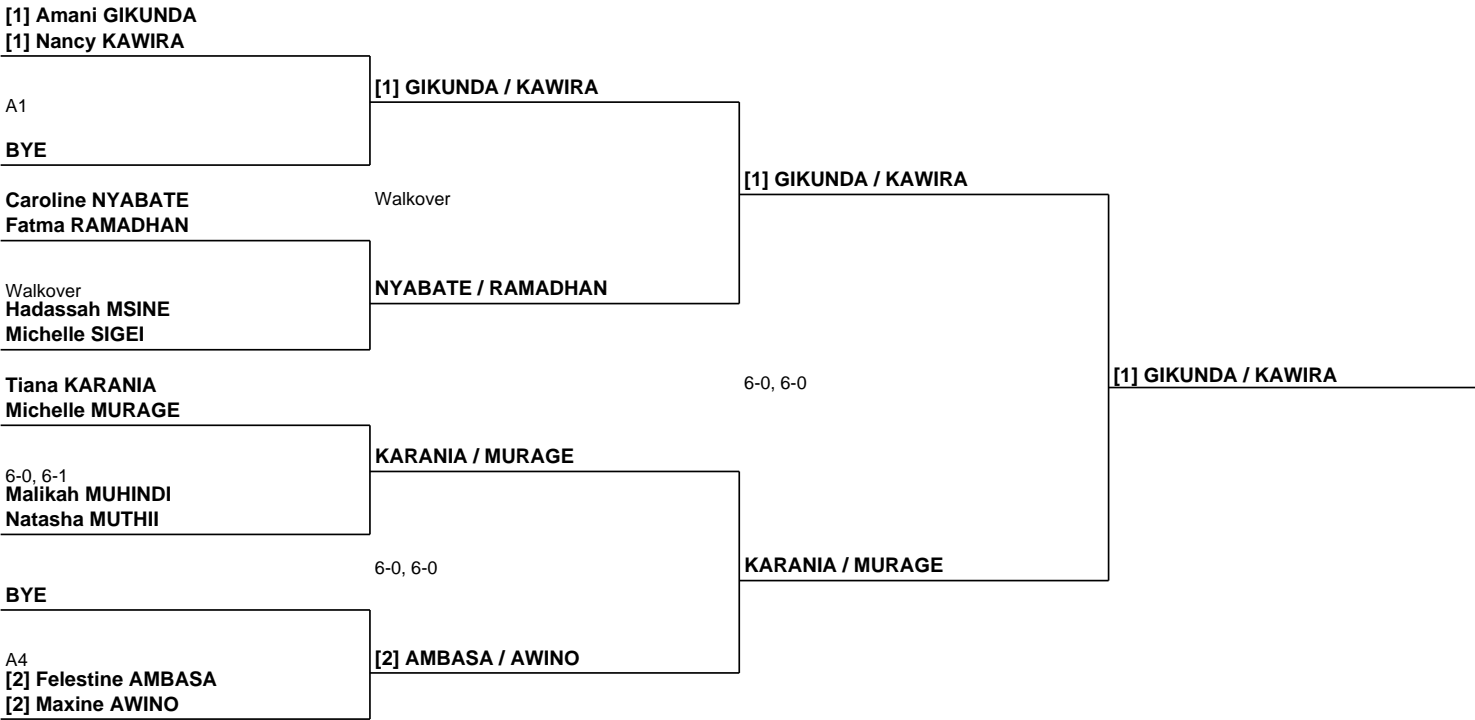 [1] Amani GIKUNDA
[1] Nancy KAWIRA
A1
BYE
Caroline NYABATE
Fatma RAMADHAN
Walkover
Hadassah MSINE
Michelle SIGEI
Tiana KARANIA
Michelle MURAGE
6-0, 6-1
Malikah MUHINDI
Natasha MUTHII
BYE
A4
[2] Felestine AMBASA
[2] Maxine AWINO
[1] GIKUNDA / KAWIRA
Walkover
NYABATE / RAMADHAN
KARANIA / MURAGE
6-0, 6-0
[2] AMBASA / AWINO
[1] GIKUNDA / KAWIRA
6-0, 6-0
KARANIA / MURAGE
[1] GIKUNDA / KAWIRA